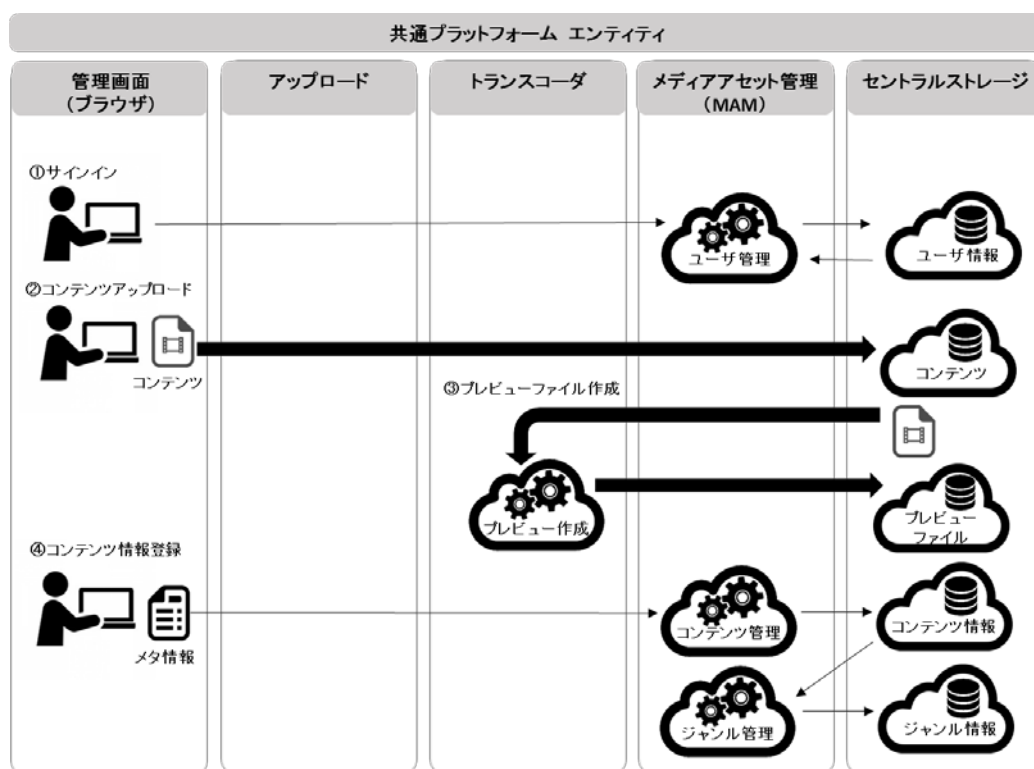 共通プラットフォーム エンティティ
管理画面
(ブラウザ)
アップロード
トランスコーダ
メディアアセット管理
(MAM)
セントラルストレージ
①サインイン
ユーザ管理
ユーザ情報
②コンテンツアップロード
コンテンツ
コンテンツ
③プレビューファイル作成
プレビュー作成
プレビュー
ファイル
④コンテンツ情報登録
メタ情報
コンテンツ管理
コンテンツ情報
ジャンル管理
ジャンル情報